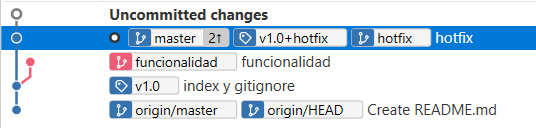 Uncommitted changes
master 2↑ v1.0+hotfix hotfix hotfix
funcionalidad funcionalidad
v1.0 index y gitignore
origin/master origin/HEAD Create README.md